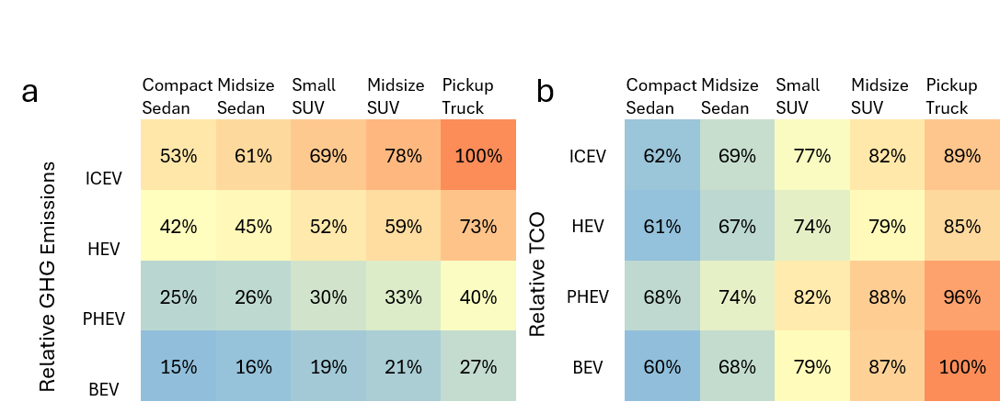 a
Compact Midsize Small Midsize Pickup
Sedan Sedan SUV SUV Truck
Relative GHG Emissions
ICEV 53% 61% 69% 78% 100%
HEV 42% 45% 52% 59% 73%
PHEV 25% 26% 30% 33% 40%
BEV 15% 16% 19% 21% 27%
b
Compact Midsize Small Midsize Pickup
Sedan Sedan SUV SUV Truck
Relative TCO
ICEV 62% 69% 77% 82% 89%
HEV 61% 67% 74% 79% 85%
PHEV 68% 74% 82% 88% 96%
BEV 60% 68% 79% 87% 100%